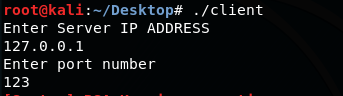 root@kali:~/Desktop# ./client
Enter Server IP ADDRESS
127.0.0.1
Enter port number
123